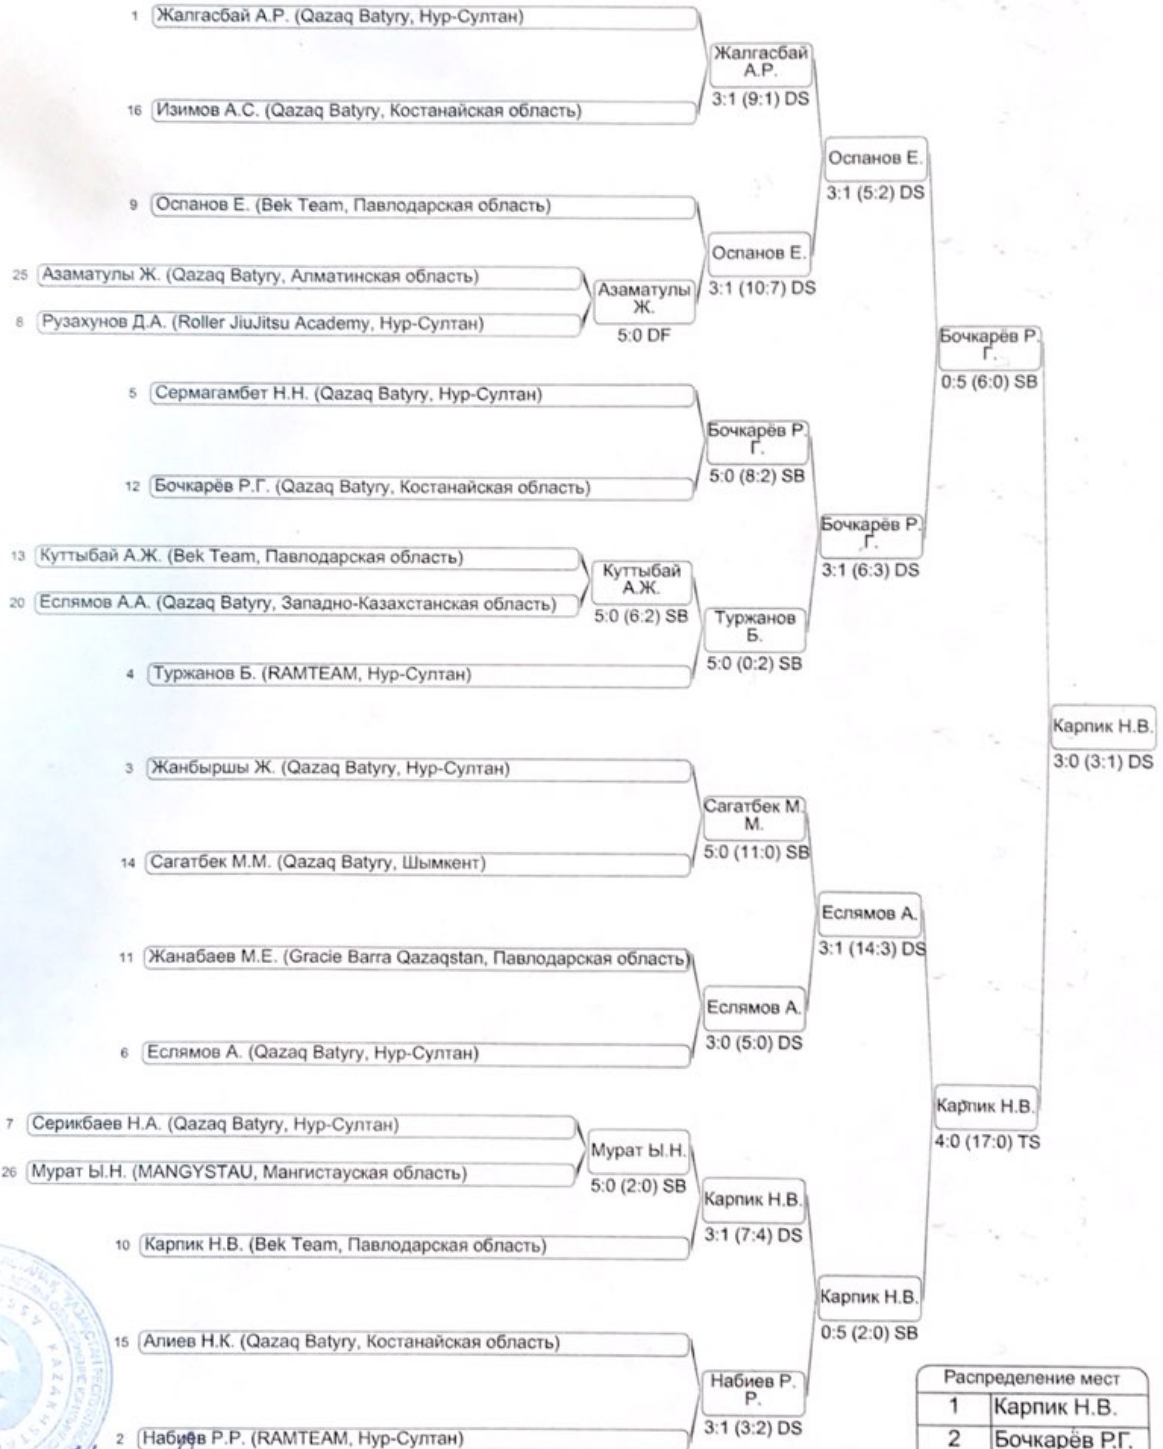 1 Жалгасбай А.Р. (Qazaq Batyry, Нур-Султан)
Жалгасбай
А.Р.
3:1 (9:1) DS
16 Изимов А.С. (Qazaq Batyry, Костанайская область)
Оспанов Е.
3:1 (5:2) DS
9 Оспанов Е. (Bek Team, Павлодарская область)
Оспанов Е.
3:1 (10:7) DS
25 Азаматулы Ж. (Qazaq Batyry, Алматинская область)
Азаматулы
Ж.
5:0 DF
8 Рузахунов Д.А. (Roller JiuJitsu Academy, Нур-Султан)
Бочкарёв Р.
Г.
0:5 (6:0) SB
5 Сермагамбет Н.Н. (Qazaq Batyry, Нур-Султан)
Бочкарёв Р.
Г.
5:0 (8:2) SB
12 Бочкарёв Р.Г. (Qazaq Batyry, Костанайская область)
Бочкарёв Р.
Г.
3:1 (6:3) DS
13 Куттыбай А.Ж. (Bek Team, Павлодарская область)
Куттыбай
А.Ж.
5:0 (6:2) SB
20 Еслямов А.А. (Qazaq Batyry, Западно-Казахстанская область)
Туржанов
Б.
5:0 (0:2) SB
4 Туржанов Б. (RAMTEAM, Нур-Султан)
Карпик Н.В.
3:0 (3:1) DS
3 Жанбыршы Ж. (Qazaq Batyry, Нур-Султан)
Сагатбек М.
М.
5:0 (11:0) SB
14 Сагатбек М.М. (Qazaq Batyry, Шымкент)
Еслямов А.
3:1 (14:3) DS
11 Жанабаев М.Е. (Gracie Barra Qazaqstan, Павлодарская область)
Еслямов А.
3:0 (5:0) DS
6 Еслямов А. (Qazaq Batyry, Нур-Султан)
Карпик Н.В.
4:0 (17:0) TS
7 Серикбаев Н.А. (Qazaq Batyry, Нур-Султан)
Мурат Ы.Н.
5:0 (2:0) SB
26 Мурат Ы.Н. (MANGYSTAU, Мангистауская область)
Карпик Н.В.
3:1 (7:4) DS
10 Карпик Н.В. (Bek Team, Павлодарская область)
Карпик Н.В.
0:5 (2:0) SB
15 Алиев Н.К. (Qazaq Batyry, Костанайская область)
Набиев Р.
Р.
3:1 (3:2) DS
2 Набиев Р.Р. (RAMTEAM, Нур-Султан)
Распределение мест
1 Карпик Н.В.
2 Бочкарёв Р.Г.